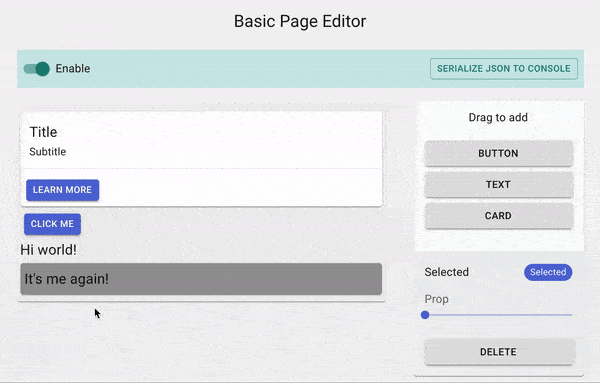 Basic Page Editor
Enable
SERIALIZE JSON TO CONSOLE
Title
Subtitle
LEARN MORE
CLICK ME
Hi world!
It's me again!
Drag to add
BUTTON
TEXT
CARD
Selected
Selected
Prop
DELETE